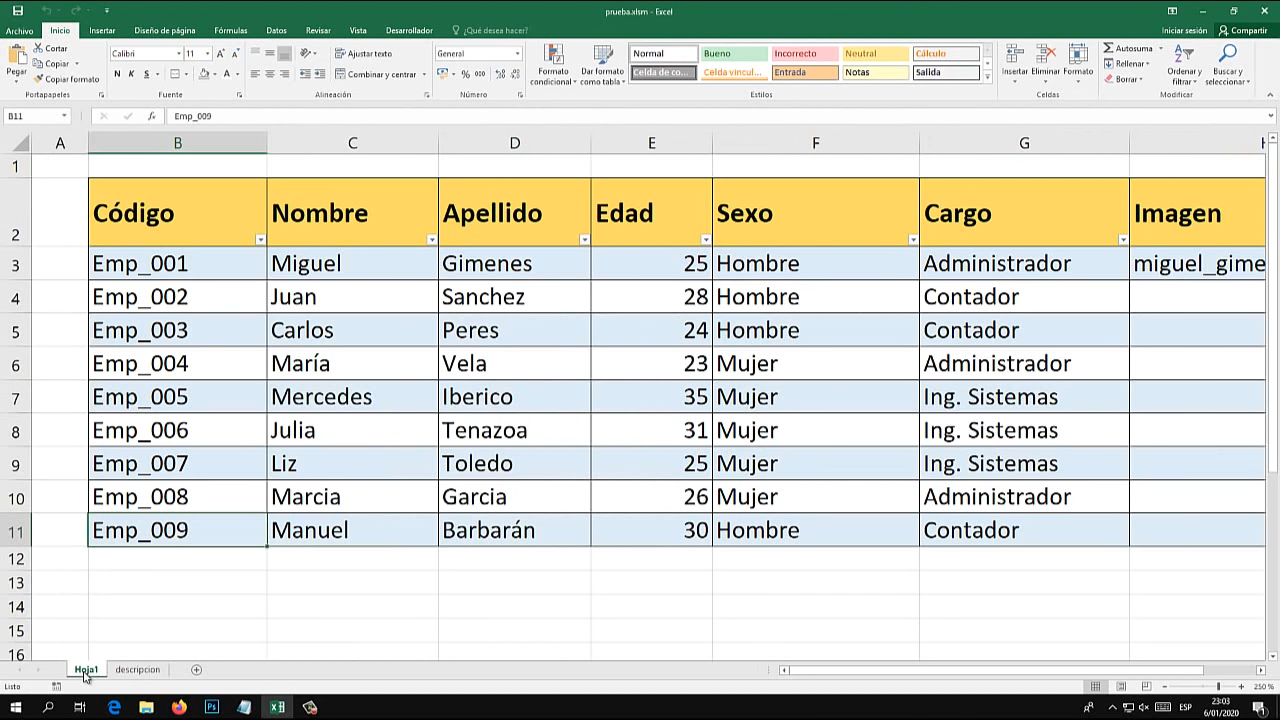 prueba.xlsm - Excel
Archivo Inicio Insertar Diseño de página Fórmulas Datos Revisar Vista Desarrollador ¿Qué desea hacer? Iniciar sesión Compartir
Pegar
Cortar
Copiar
Copiar formato
Portapapeles
Calibri 11
N K S
Fuente
Ajustar texto
Combinar y centrar
Alineación
General
% 000
Número
Formato condicional
Dar formato como tabla
Normal Bueno Incorrecto Neutral Cálculo
Celda de co... Celda vincul... Entrada Notas Salida
Estilos
Insertar Eliminar Formato
Celdas
Autosuma
Rellenar
Borrar
Ordenar y filtrar
Buscar y seleccionar
Modificar
B11 fx Emp_009
A B C D E F G H
1
2 Código Nombre Apellido Edad Sexo Cargo Imagen
3 Emp_001 Miguel Gimenes 25 Hombre Administrador miguel_gime
4 Emp_002 Juan Sanchez 28 Hombre Contador
5 Emp_003 Carlos Peres 24 Hombre Contador
6 Emp_004 María Vela 23 Mujer Administrador
7 Emp_005 Mercedes Iberico 35 Mujer Ing. Sistemas
8 Emp_006 Julia Tenazoa 31 Mujer Ing. Sistemas
9 Emp_007 Liz Toledo 25 Mujer Ing. Sistemas
10 Emp_008 Marcia Garcia 26 Mujer Administrador
11 Emp_009 Manuel Barbarán 30 Hombre Contador
12
13
14
15
16
Hoja1 descripcion
Listo 250 %
ESP 23:03
6/01/2020